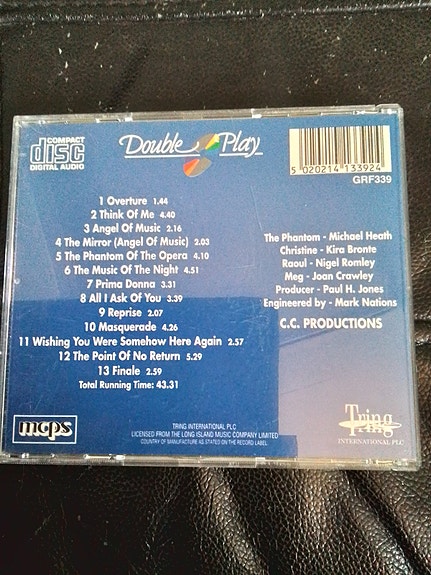 COMPACT
disc
DIGITAL AUDIO
Double Play
5 020214 133924
GRF339
1 Overture 1.44
2 Think Of Me 4.40
3 Angel Of Music 2.16
4 The Mirror (Angel Of Music) 2.03
5 The Phantom Of The Opera 4.10
6 The Music Of The Night 4.51
7 Prima Donna 3.31
8 All I Ask Of You 3.39
9 Reprise 2.07
10 Masquerade 4.26
11 Wishing You Were Somehow Here Again 2.57
12 The Point Of No Return 5.29
13 Finale 2.59
Total Running Time: 43.31
The Phantom - Michael Heath
Christine - Kira Bronte
Raoul - Nigel Romley
Meg - Joan Crawley
Producer - Paul H. Jones
Engineered by - Mark Nations
C.C. PRODUCTIONS
mcps
TRING INTERNATIONAL PLC
LICENSED FROM THE LONG ISLAND MUSIC COMPANY LIMITED
COUNTRY OF MANUFACTURE AS STATED ON THE RECORD LABEL
Tring
INTERNATIONAL PLC